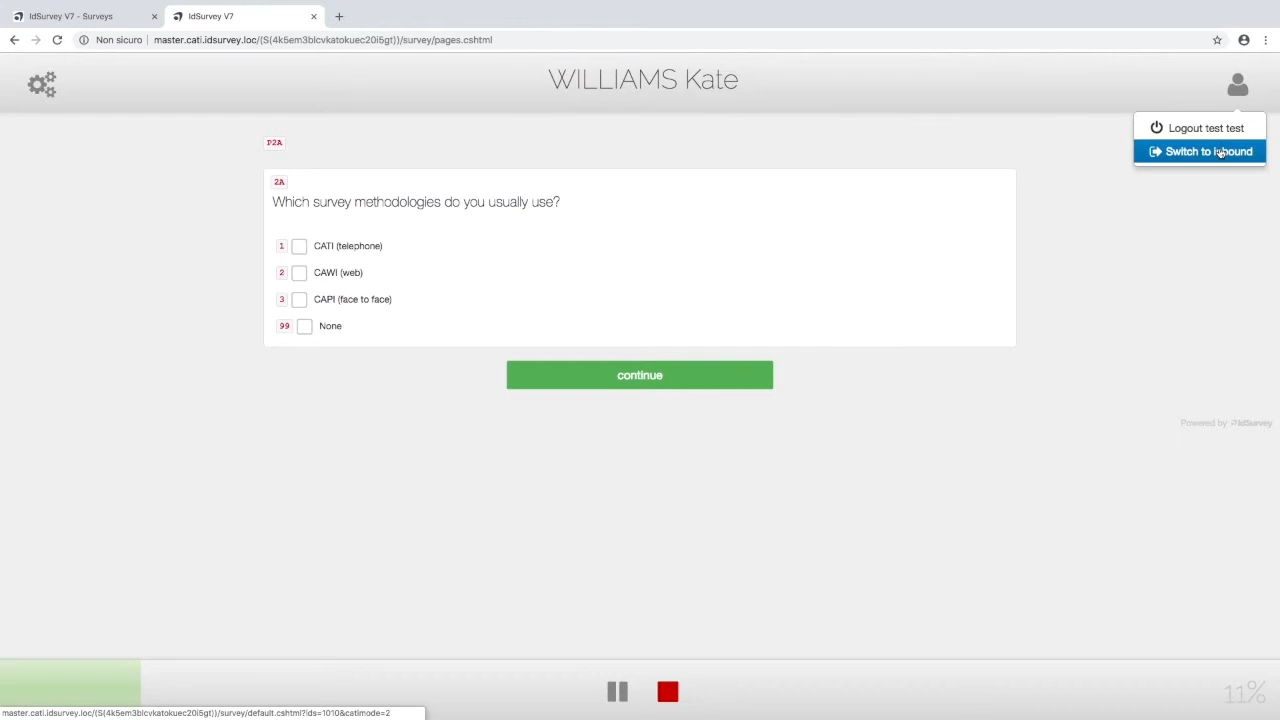 IdSurvey V7 - Surveys
IdSurvey V7
Non sicuro
master.cati.idsurvey.loc/(S(4k5em3blcvkatokuec20i5gt))/survey/pages.cshtml
WILLIAMS Kate
Logout test test
Switch to inbound
P2A
2A
Which survey methodologies do you usually use?
1 CATI (telephone)
2 CAWI (web)
3 CAPI (face to face)
99 None
continue
Powered by IdSurvey
11%
master.cati.idsurvey.loc/(S(4k5em3blcvkatokuec20i5gt))/survey/default.cshtml?ids=1010&catimode=2